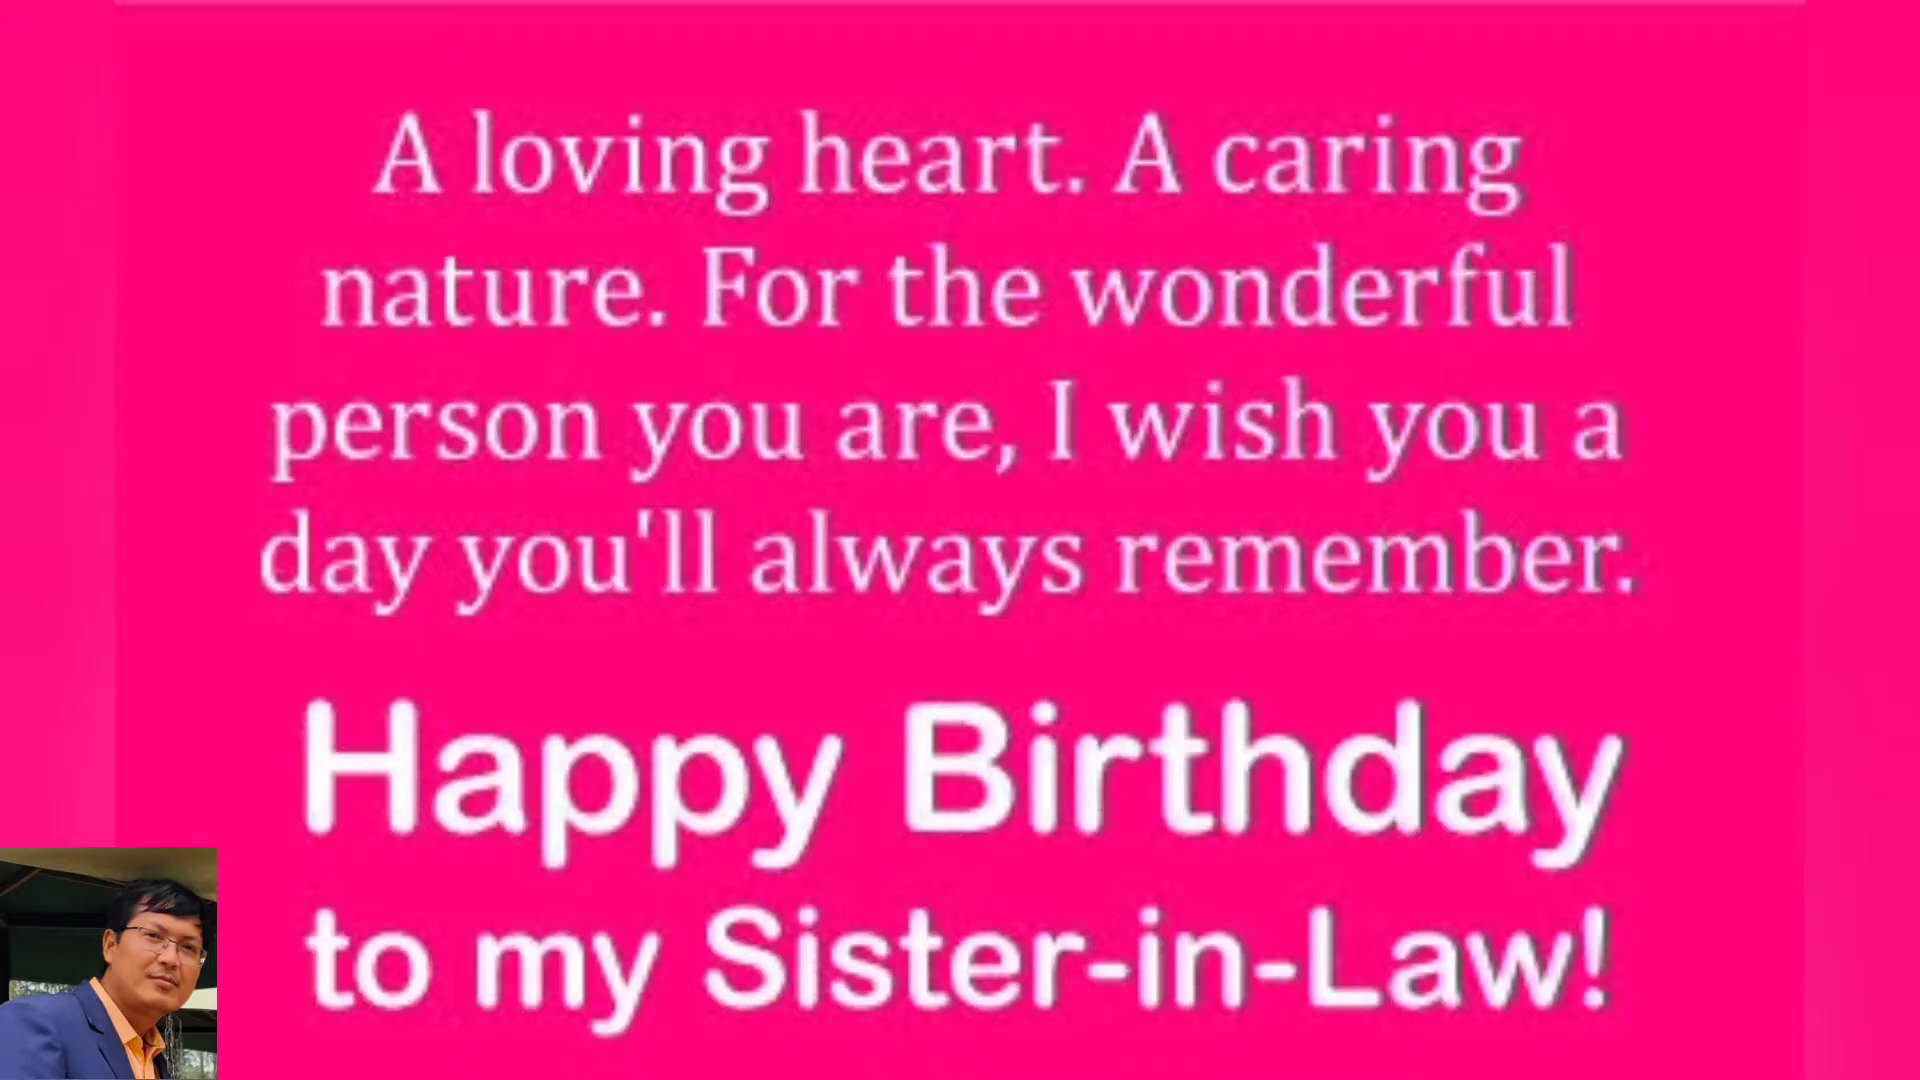 A loving heart. A caring
nature. For the wonderful
person you are, I wish you a
day you'll always remember.
Happy Birthday
to my Sister-in-Law!